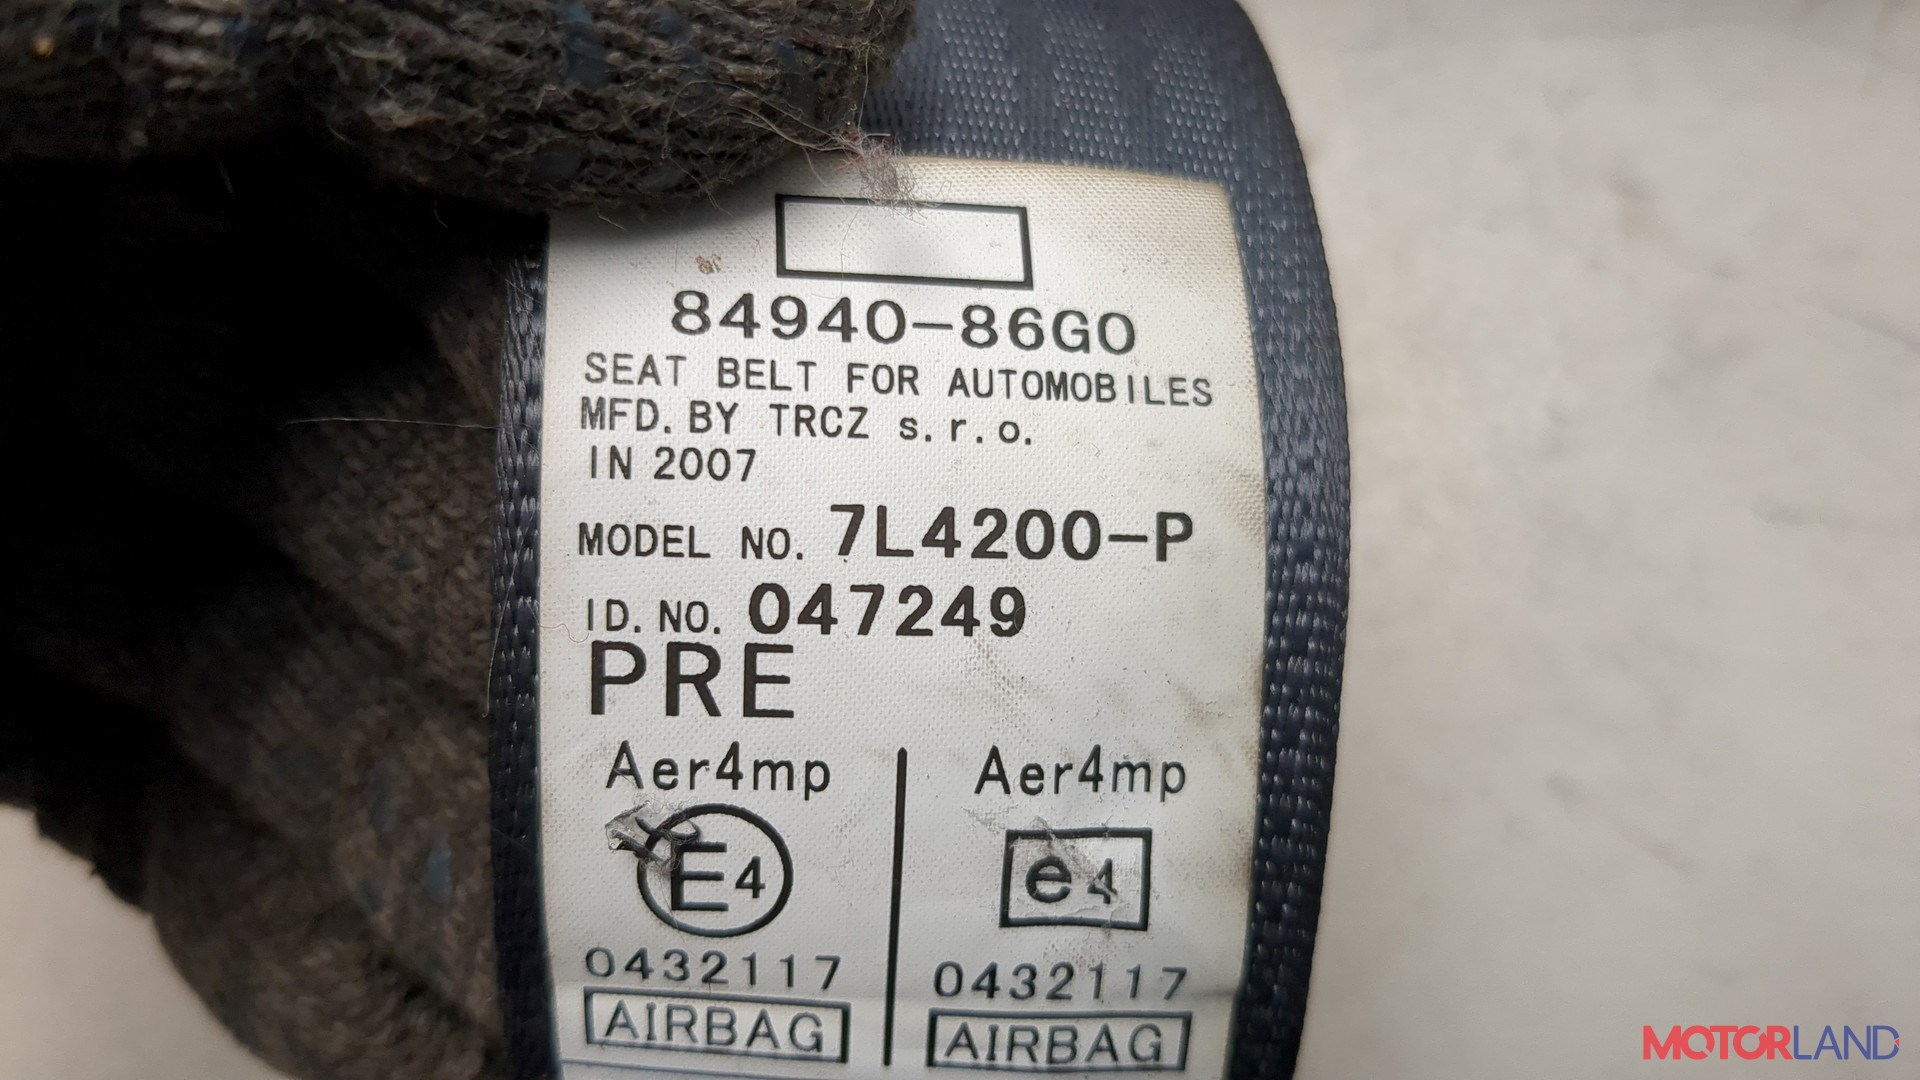 84940-86G0
SEAT BELT FOR AUTOMOBILES
MFD. BY TRCZ s.r.o.
IN 2007
MODEL NO. 7L4200-P
ID. NO. 047249
PRE
Aer4mp
Aer4mp
E4
e4
0432117
0432117
AIRBAG
AIRBAG
MOTORLAND